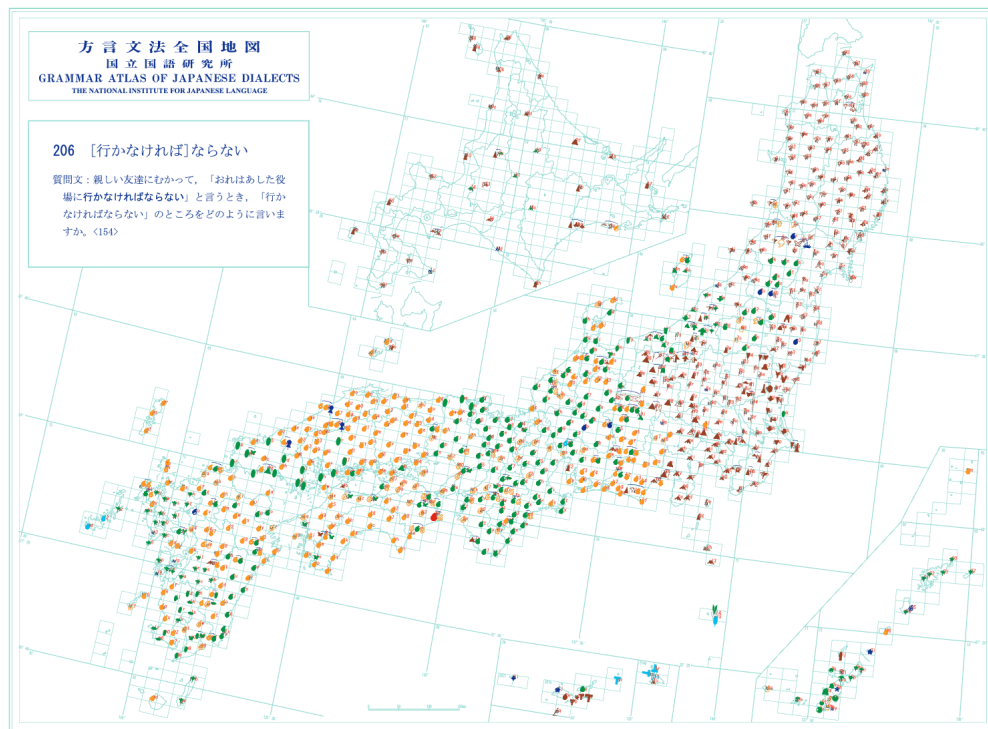 方言文法全国地図
国立国語研究所
GRAMMAR ATLAS OF JAPANESE DIALECTS
THE NATIONAL INSTITUTE FOR JAPANESE LANGUAGE
206 [行かなければ]ならない
質問文：親しい友達にむかって，「おれはあした役
場に行かなければならない」と言うとき，「行か
なければならない」のところをどのように言いま
すか。<154>